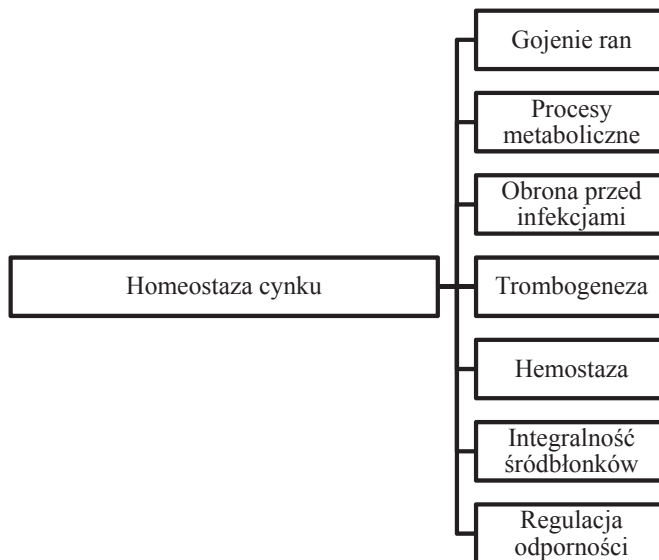 Gojenie ran
Procesy
metaboliczne
Obrona przed
infekcjami
Homeostaza cynku
Trombogeneza
Hemostaza
Integralność
śródbłonków
Regulacja
odporności